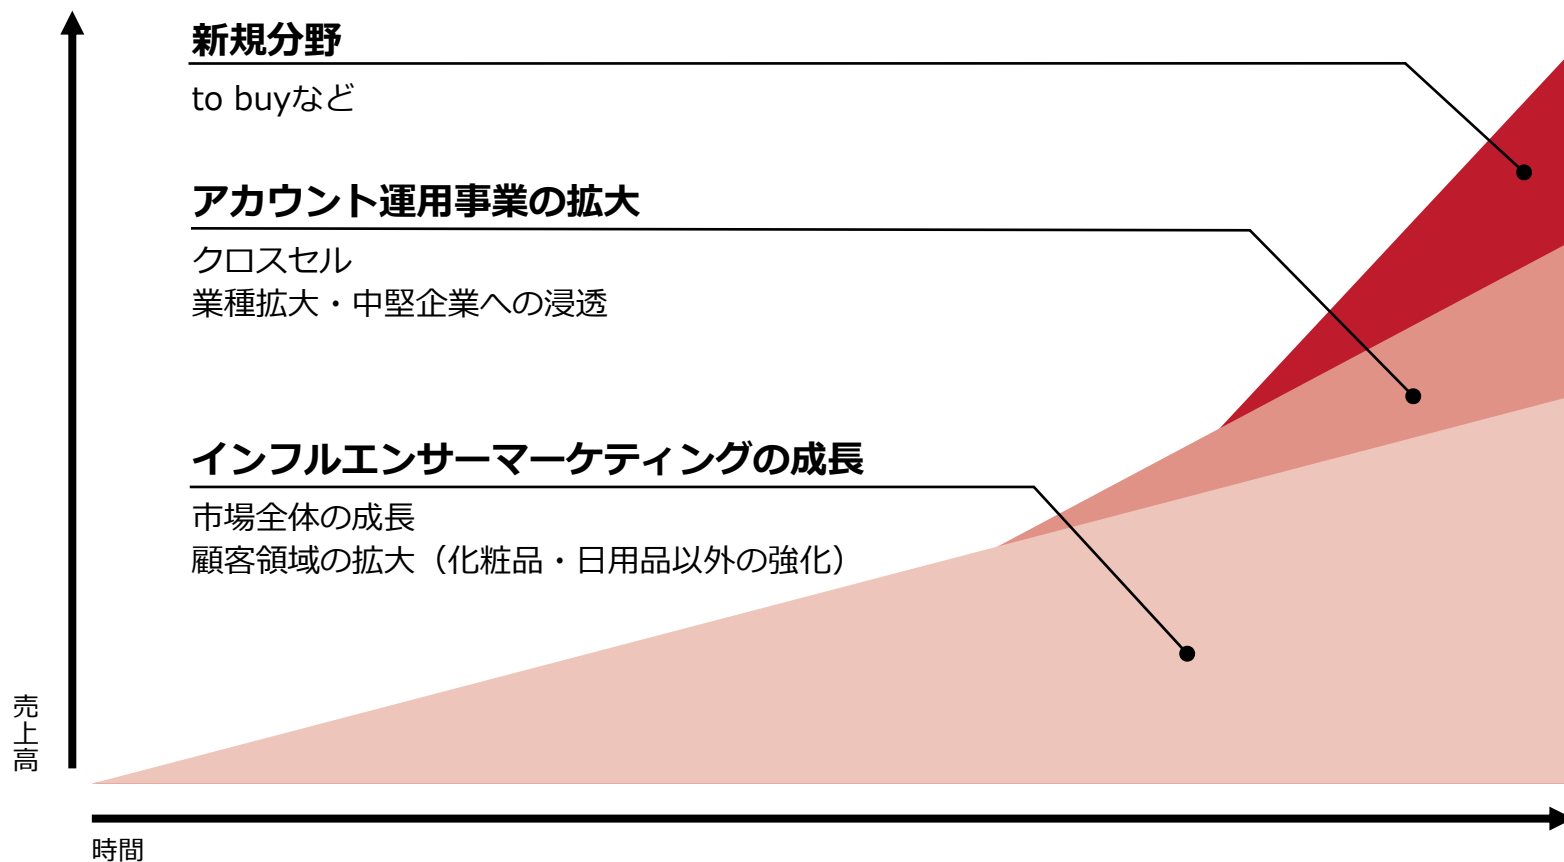 新規分野
to buyなど
アカウント運用事業の拡大
クロスセル
業種拡大・中堅企業への浸透
インフルエンサーマーケティングの成長
市場全体の成長
顧客領域の拡大（化粧品・日用品以外の強化）
売上高
時間